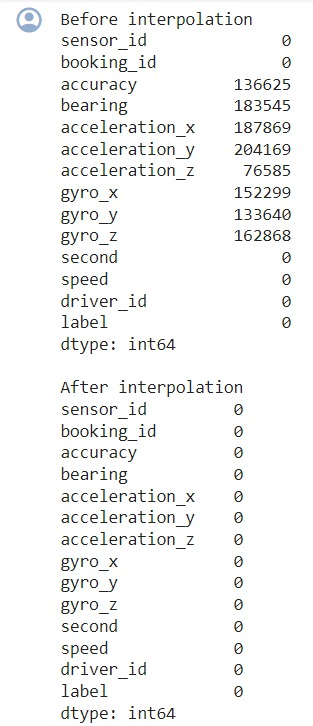 Before interpolation
sensor_id 0
booking_id 0
accuracy 136625
bearing 183545
acceleration_x 187869
acceleration_y 204169
acceleration_z 76585
gyro_x 152299
gyro_y 133640
gyro_z 162868
second 0
speed 0
driver_id 0
label 0
dtype: int64

After interpolation
sensor_id 0
booking_id 0
accuracy 0
bearing 0
acceleration_x 0
acceleration_y 0
acceleration_z 0
gyro_x 0
gyro_y 0
gyro_z 0
second 0
speed 0
driver_id 0
label 0
dtype: int64